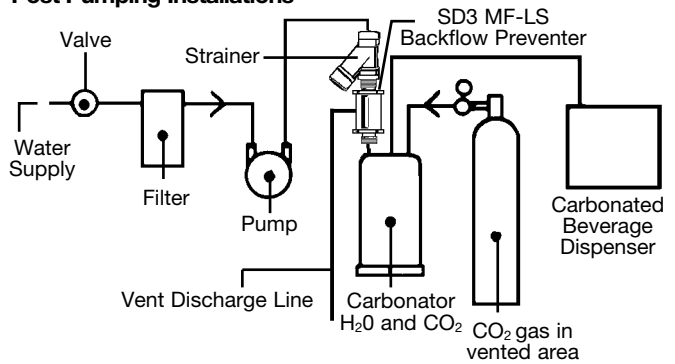 Post Pumping Installations
SD3 MF-LS
Backflow Preventer
Valve
Strainer
Water
Supply
Filter
Pump
Carbonated
Beverage
Dispenser
Vent Discharge Line
Carbonator
H₂0 and CO₂
CO₂ gas in
vented area